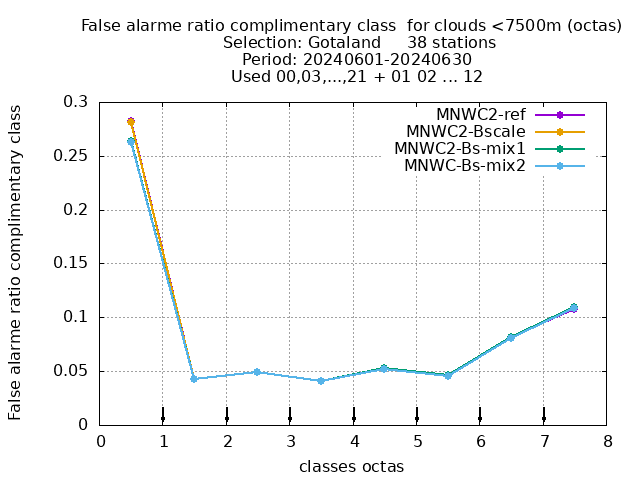 False alarme ratio complimentary class  for clouds <7500m (octas)
Selection: Gotaland     38 stations
Period: 20240601-20240630
Used 00,03,...,21 + 01 02 ... 12
False alarme ratio complimentary class
0.3
0.25
0.2
0.15
0.1
0.05
0
MNWC2-ref
MNWC2-Bscale
MNWC2-Bs-mix1
MNWC-Bs-mix2
0 1 2 3 4 5 6 7 8
classes octas